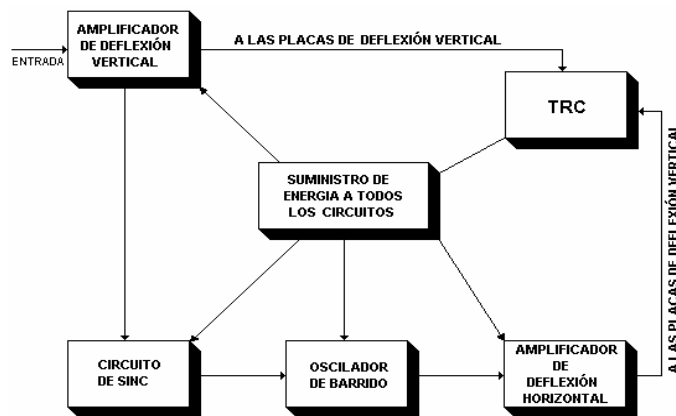 AMPLIFICADOR
DE DEFLEXIÓN
VERTICAL
A LAS PLACAS DE DEFLEXIÓN VERTICAL
ENTRADA
TRC
SUMINISTRO DE
ENERGIA A TODOS
LOS CIRCUITOS
A LAS PLACAS DE DEFLEXIÓN VERTICAL
CIRCUITO
DE SINC
OSCILADOR
DE BARRIDO
AMPLIFICADOR
DE
DEFLEXIÓN
HORIZONTAL